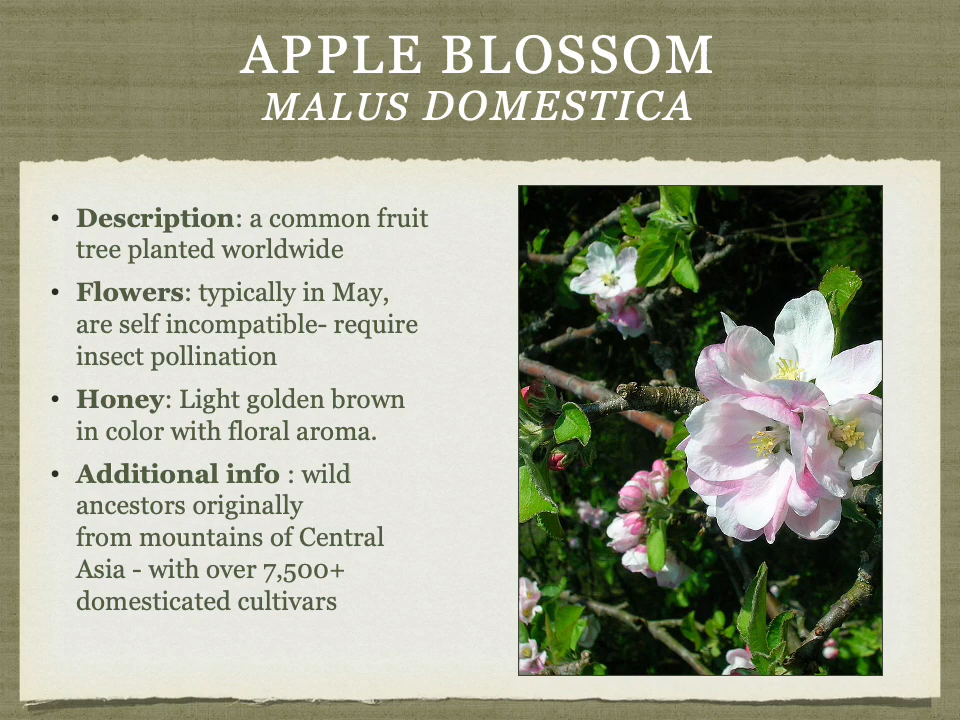 APPLE BLOSSOM
MALUS DOMESTICA
• Description: a common fruit
tree planted worldwide
• Flowers: typically in May,
are self incompatible- require
insect pollination
• Honey: Light golden brown
in color with floral aroma.
• Additional info : wild
ancestors originally
from mountains of Central
Asia - with over 7,500+
domesticated cultivars